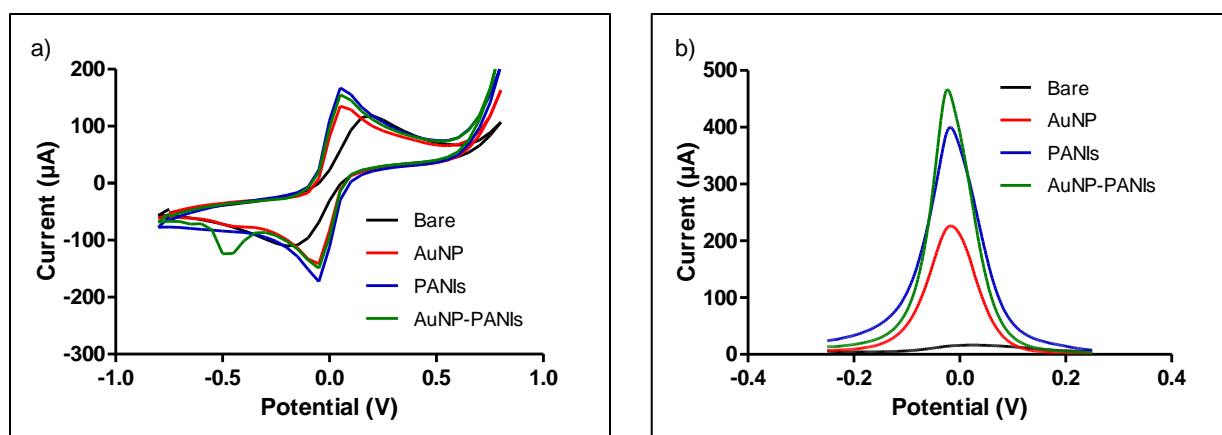 a)
200
100
0
-100
-200
-300
-1.0
-0.5
0.0
0.5
1.0
Current (µA)
Potential (V)
Bare
AuNP
PANIs
AuNP-PANIs
b)
500
400
300
200
100
0
-0.4
-0.2
0.0
0.2
0.4
Current (µA)
Potential (V)
Bare
AuNP
PANIs
AuNP-PANIs